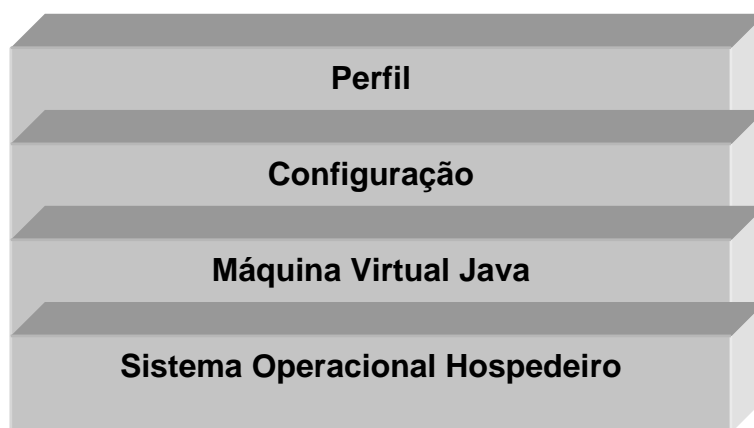 Perfil
Configuração
Máquina Virtual Java
Sistema Operacional Hospedeiro